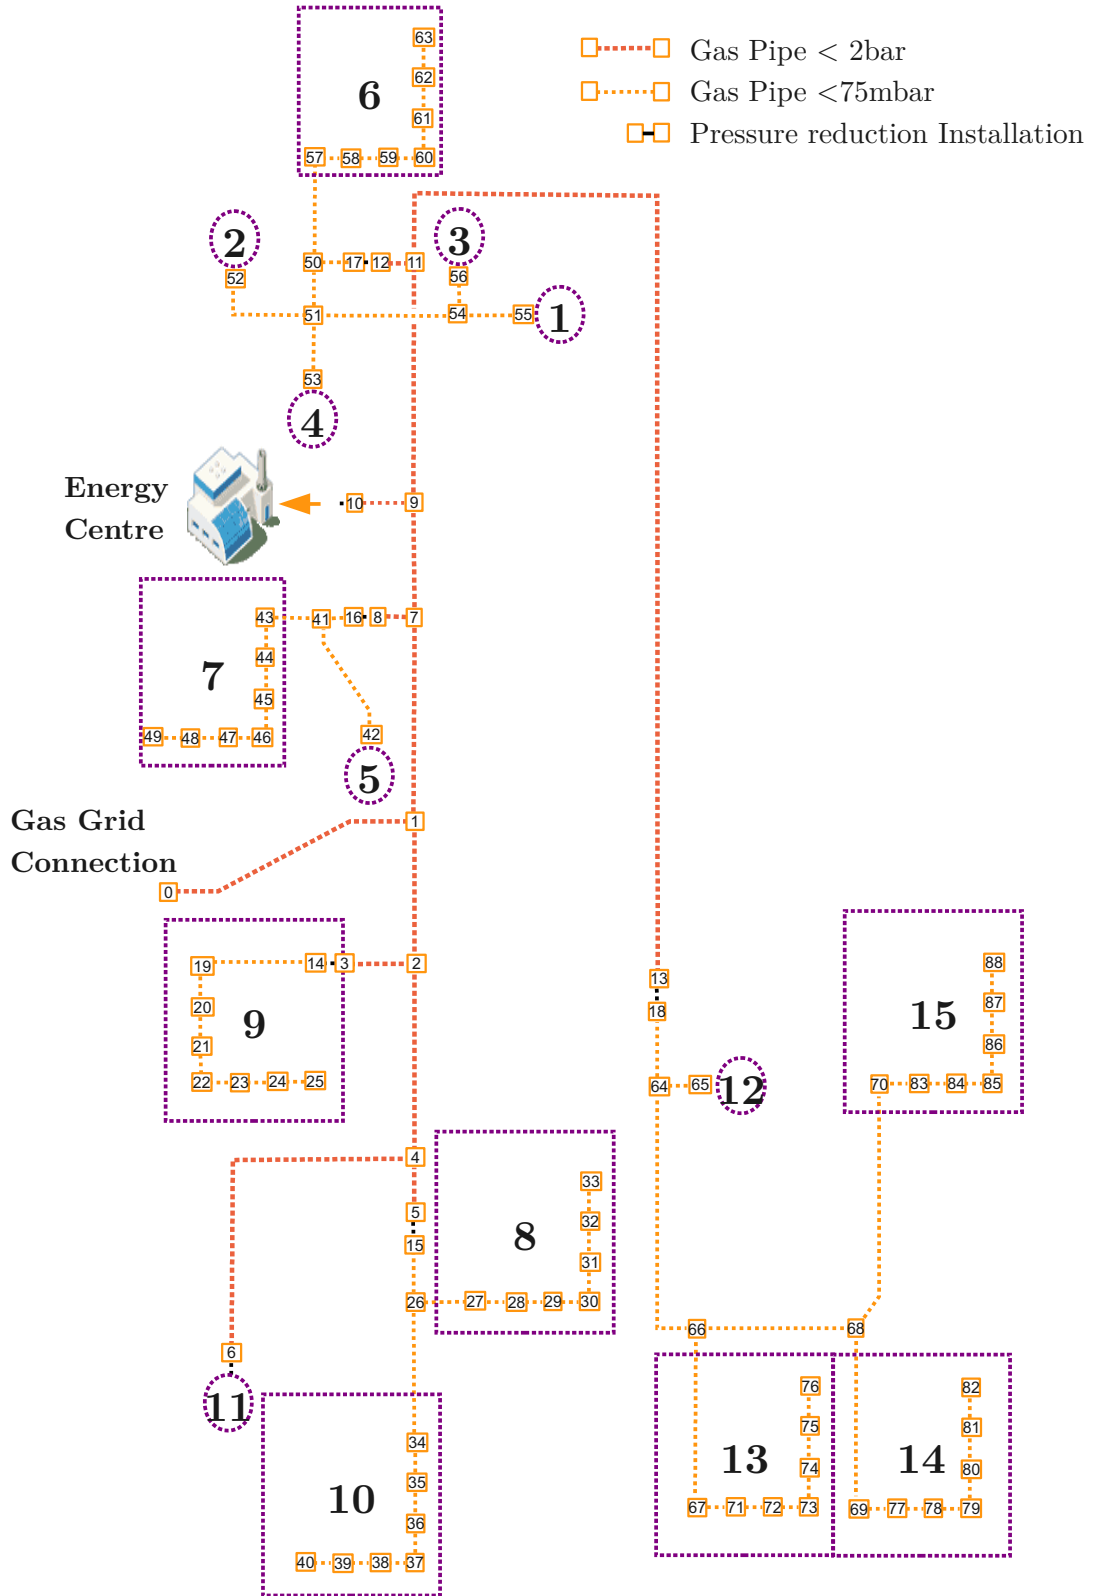 63
Gas Pipe < 2bar
62
6
Gas Pipe <75mbar
61
Pressure reduction Installation
57 58 59 60
2
3
50 17 12 11
52
56
51 54 55 1
53
4
Energy
Centre
10 9
43 41 16 8 7
44
7
45
49 48 47 46
42
5
Gas Grid
Connection
1
0
19 14 3 2
88
13
20
18
87
9
15
21
86
22 23 24 25
64 65 12
70 83 84 85
4
33
5
32
8
15
31
26 27 28 29 30
66 68
6
11
76
82
34
75
81
13
14
74
80
35
10
67 71 72 73
69 77 78 79
36
40 39 38 37